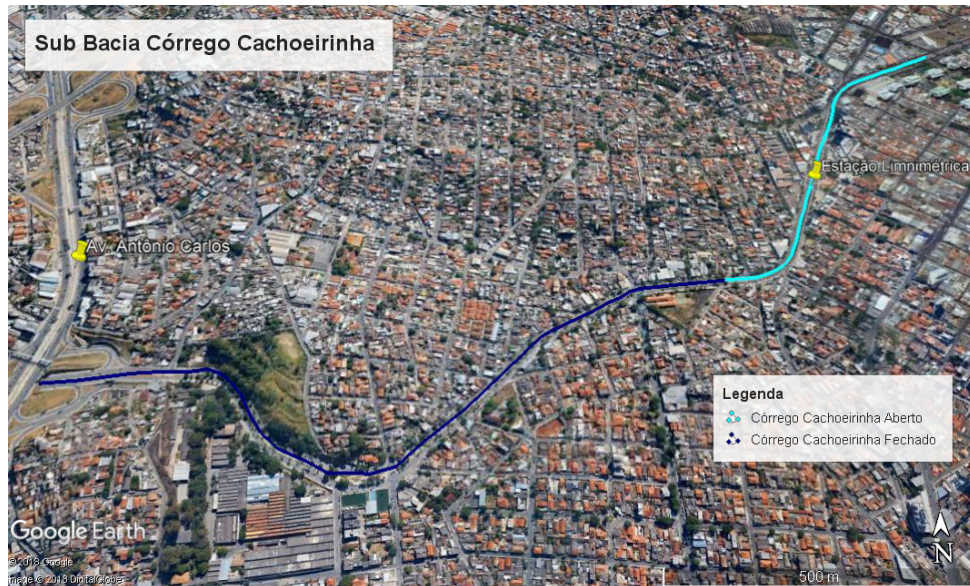 Sub Bacia Córrego Cachoeirinha
Estação Limnimétrica
Av. Antônio Carlos
Legenda
Córrego Cachoeirinha Aberto
Córrego Cachoeirinha Fechado
Google Earth
© 2018 Google
© 2018 DigitalGlobe
500 m
N